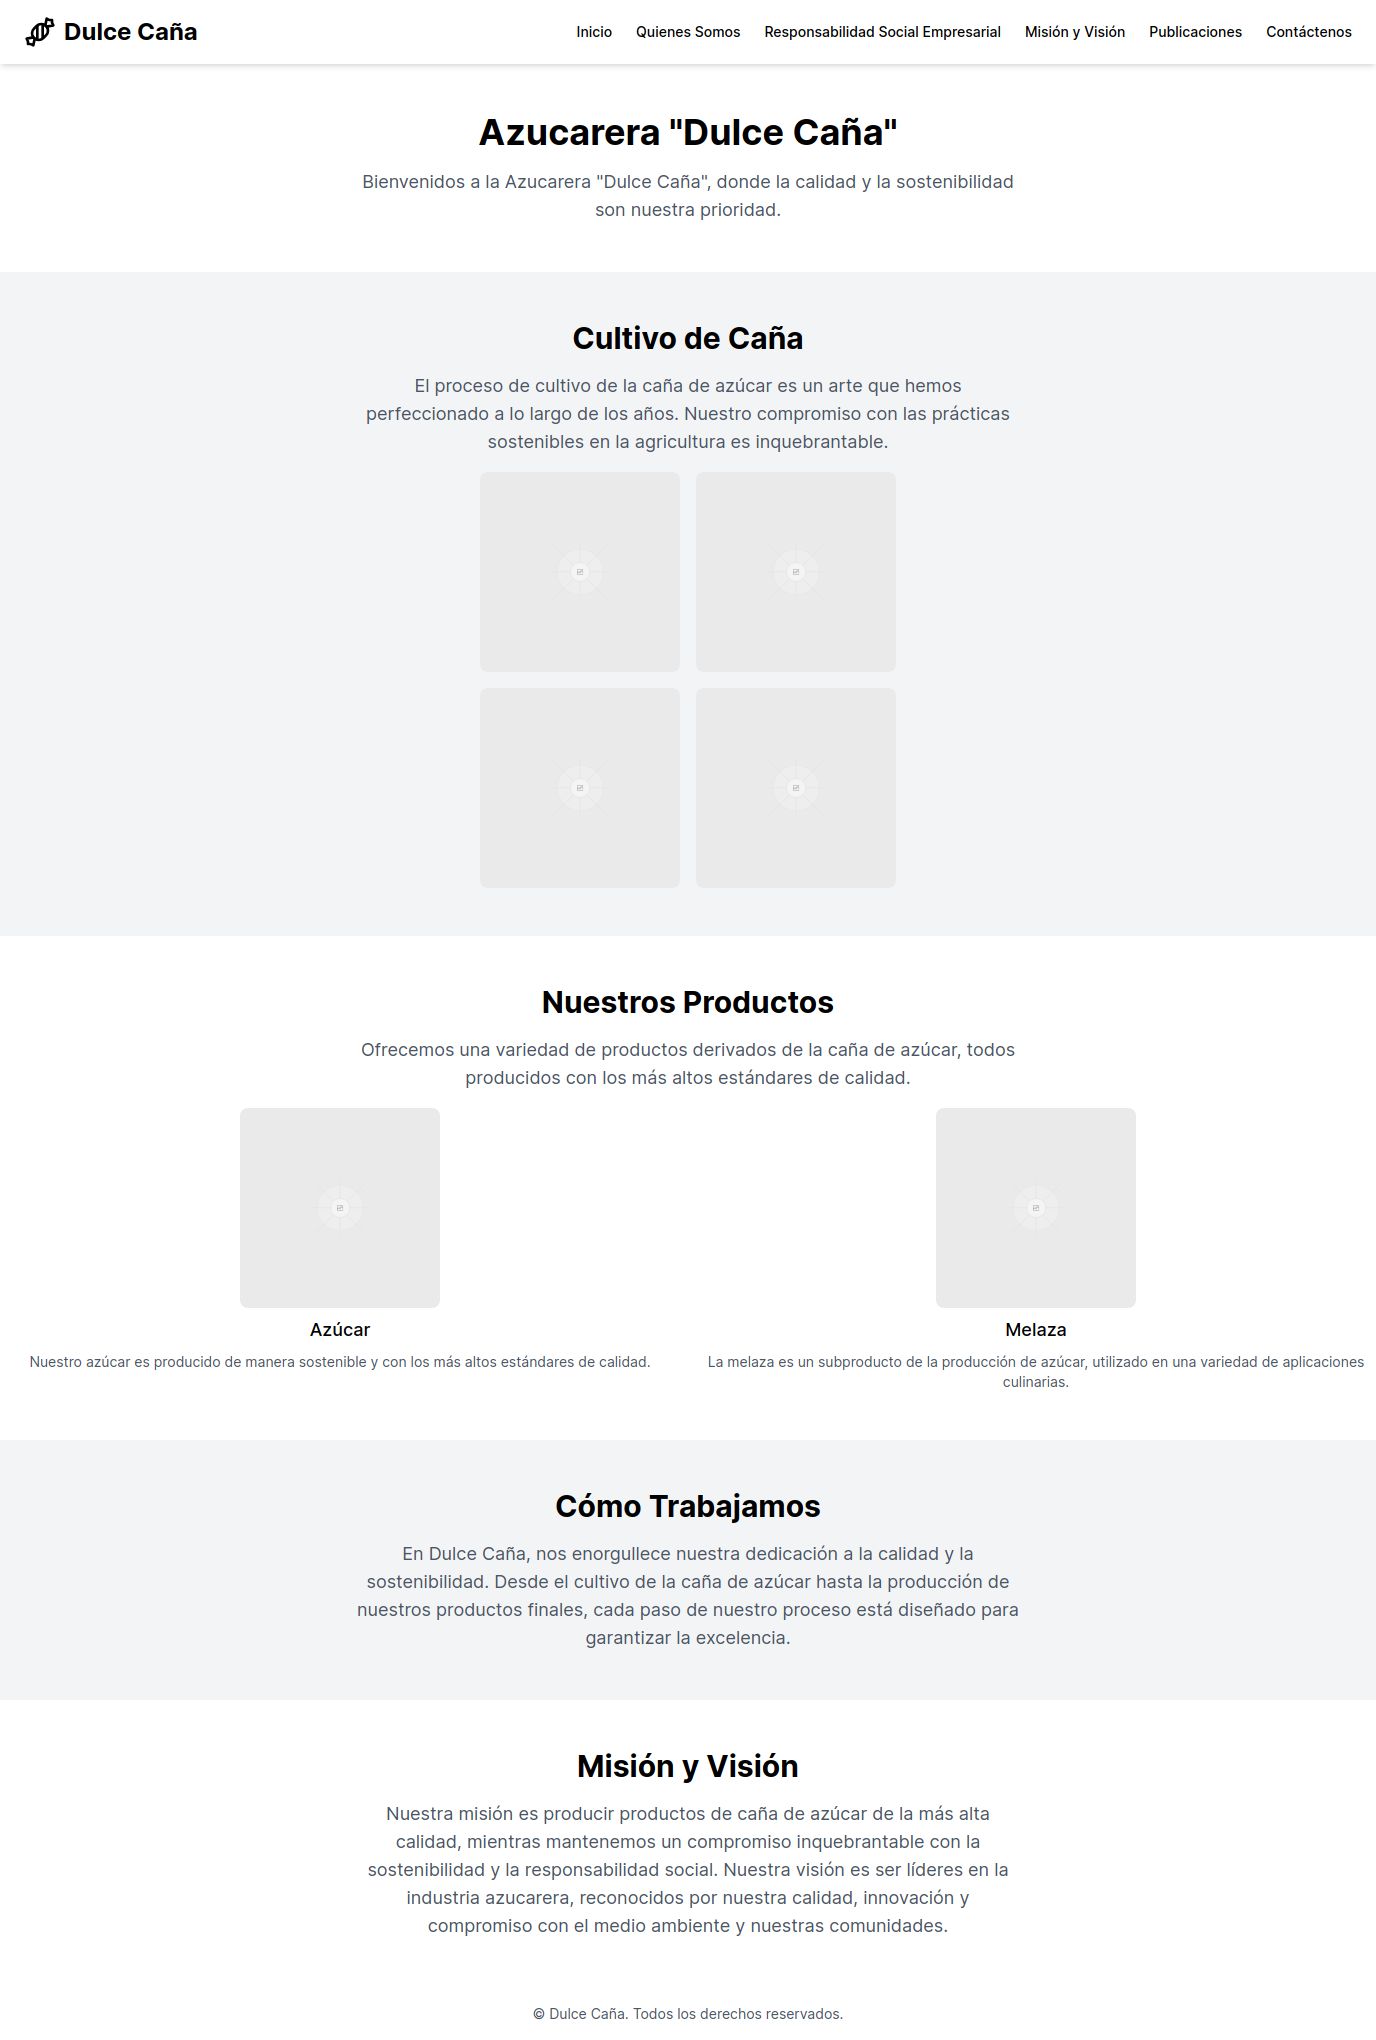 Dulce Caña
Inicio Quienes Somos Responsabilidad Social Empresarial Misión y Visión Publicaciones Contáctenos
Azucarera "Dulce Caña"
Bienvenidos a la Azucarera "Dulce Caña", donde la calidad y la sostenibilidad
son nuestra prioridad.
Cultivo de Caña
El proceso de cultivo de la caña de azúcar es un arte que hemos
perfeccionado a lo largo de los años. Nuestro compromiso con las prácticas
sostenibles en la agricultura es inquebrantable.
Nuestros Productos
Ofrecemos una variedad de productos derivados de la caña de azúcar, todos
producidos con los más altos estándares de calidad.
Azúcar
Nuestro azúcar es producido de manera sostenible y con los más altos estándares de calidad.
Melaza
La melaza es un subproducto de la producción de azúcar, utilizado en una variedad de aplicaciones
culinarias.
Cómo Trabajamos
En Dulce Caña, nos enorgullece nuestra dedicación a la calidad y la
sostenibilidad. Desde el cultivo de la caña de azúcar hasta la producción de
nuestros productos finales, cada paso de nuestro proceso está diseñado para
garantizar la excelencia.
Misión y Visión
Nuestra misión es producir productos de caña de azúcar de la más alta
calidad, mientras mantenemos un compromiso inquebrantable con la
sostenibilidad y la responsabilidad social. Nuestra visión es ser líderes en la
industria azucarera, reconocidos por nuestra calidad, innovación y
compromiso con el medio ambiente y nuestras comunidades.
© Dulce Caña. Todos los derechos reservados.